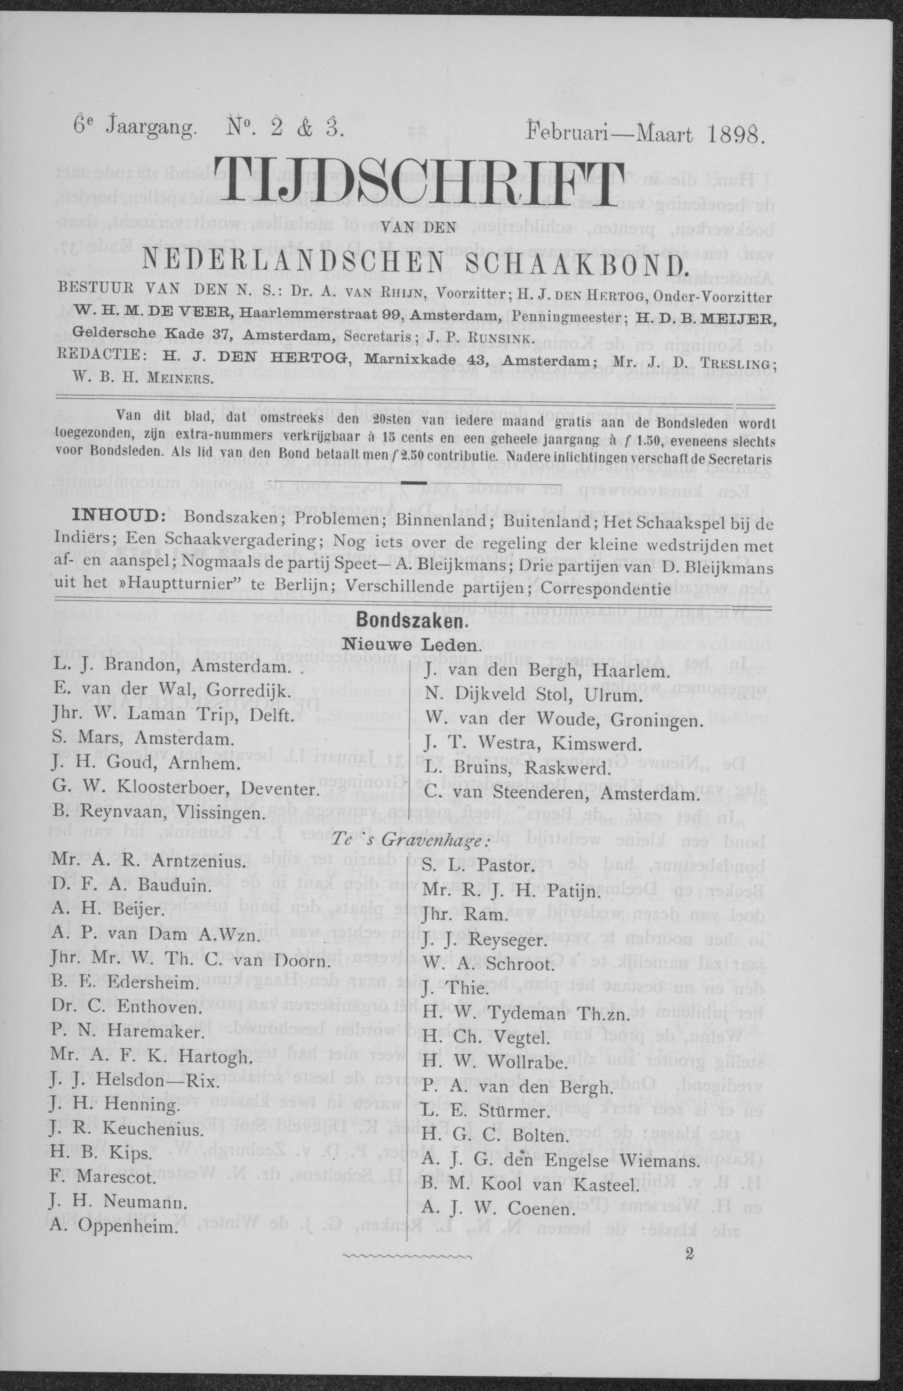 6e Jaargang. No. 2 & 3. Februari—Maart 1898.
TIJDSCHRIFT
VAN DEN
NEDERLANDSCHEN SCHAAKBOND.
BESTUUR VAN DEN N. S.: Dr. A. VAN RHIJN, Voorzitter; H. J. DEN HERTOG, Onder-Voorzitter
W. H. M. DE VEER, Haarlemmerstraat 99, Amsterdam, Penningmeester; H. D. B. MEIJER,
Geldersche Kade 37, Amsterdam, Secretaris; J. P. RUNSINK.
REDACTIE: H. J. DEN HERTOG, Marnixkade 43, Amsterdam; Mr. J. D. TRESLING;
W. B. H. MEINERS.
Van dit blad, dat omstreeks den 20sten van iedere maand gratis aan de Bondsleden wordt
toegezonden, zijn extra-nummers verkrijgbaar à 15 cents en een geheele jaargang à f 1.50, eveneens slechts
voor Bondsleden. Als lid van den Bond betaalt men f 2.50 contributie. Nadere inlichtingen verschaft de Secretaris
INHOUD: Bondszaken; Problemen; Binnenland; Buitenland; Het Schaakspel bij de
Indiërs; Een Schaakvergadering; Nog iets over de regeling der kleine wedstrijden met
af- en aanspel; Nogmaals de partij Speet—A. Bleijkmans; Drie partijen van D. Bleijkmans
uit het »Hauptturnier” te Berlijn; Verschillende partijen; Correspondentie
Bondszaken.
Nieuwe Leden.
L. J. Brandon, Amsterdam.
E. van der Wal, Gorredijk.
Jhr. W. Laman Trip, Delft.
S. Mars, Amsterdam.
J. H. Goud, Arnhem.
G. W. Kloosterboer, Deventer.
B. Reynvaan, Vlissingen.
J. van den Bergh, Haarlem.
N. Dijkveld Stol, Ulrum.
W. van der Woude, Groningen.
J. T. Westra, Kimswerd.
L. Bruins, Raskwerd.
C. van Steenderen, Amsterdam.
Te 's Gravenhage:
Mr. A. R. Arntzenius.
D. F. A. Bauduin.
A. H. Beijer.
A. P. van Dam A.Wzn.
Jhr. Mr. W. Th. C. van Doorn.
B. E. Edersheim.
Dr. C. Enthoven.
P. N. Haremaker.
Mr. A. F. K. Hartogh.
J. J. Helsdon—Rix.
J. H. Henning.
J. R. Keuchenius.
H. B. Kips.
F. Marescot.
J. H. Neumann.
A. Oppenheim.
S. L. Pastor.
Mr. R. J. H. Patijn.
Jhr. Ram.
J. J. Reyseger.
W. A. Schroot.
J. Thie.
H. W. Tydeman Th.zn.
H. Ch. Vegtel.
H. W. Wollrabe.
P. A. van den Bergh.
L. E. Stürmer.
H. G. C. Bolten.
A. J. G. den Engelse Wiemans.
B. M. Kool van Kasteel.
A. J. W. Coenen.
2